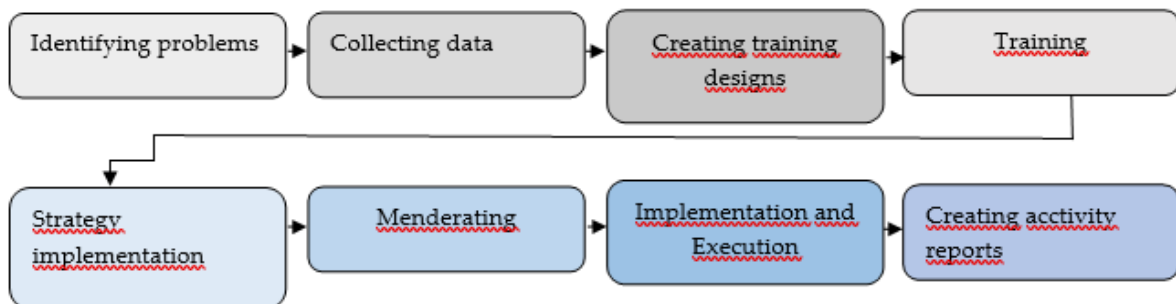 Identifying problems
Collecting data
Creating training
designs
Training
Strategy
implementation
Menderating
Implementation and
Execution
Creating acctivity
reports